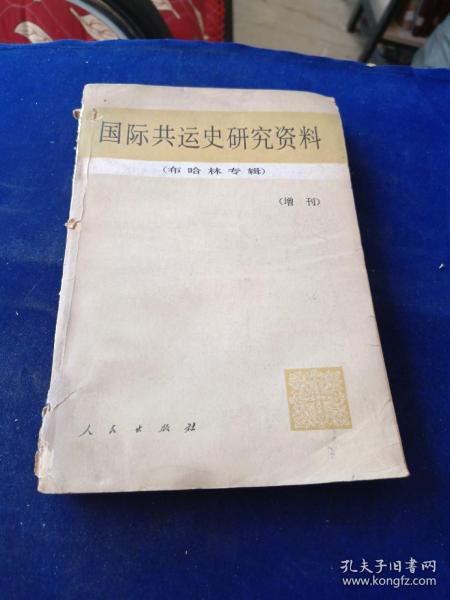 国际共运史研究资料
(布哈林专辑)
(增 刊)
人民出版社
孔夫子旧书网
www.kongfz.com